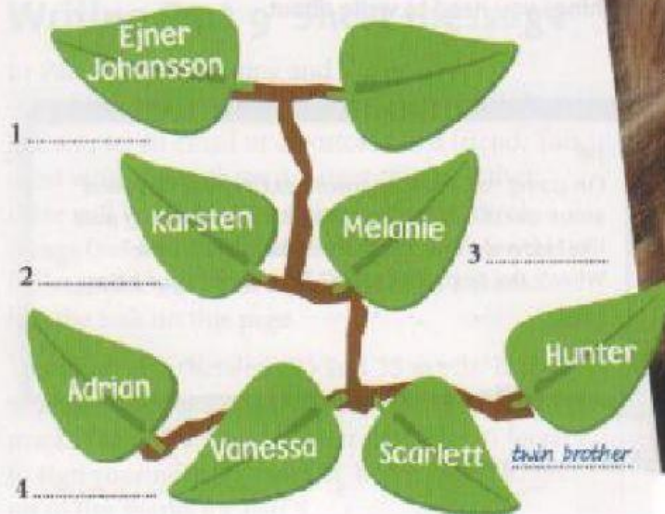 Ejner
Johansson
1
Karsten
Melanie
2
3
Adrian
Hunter
Vanessa
Scarlett
twin brother
4